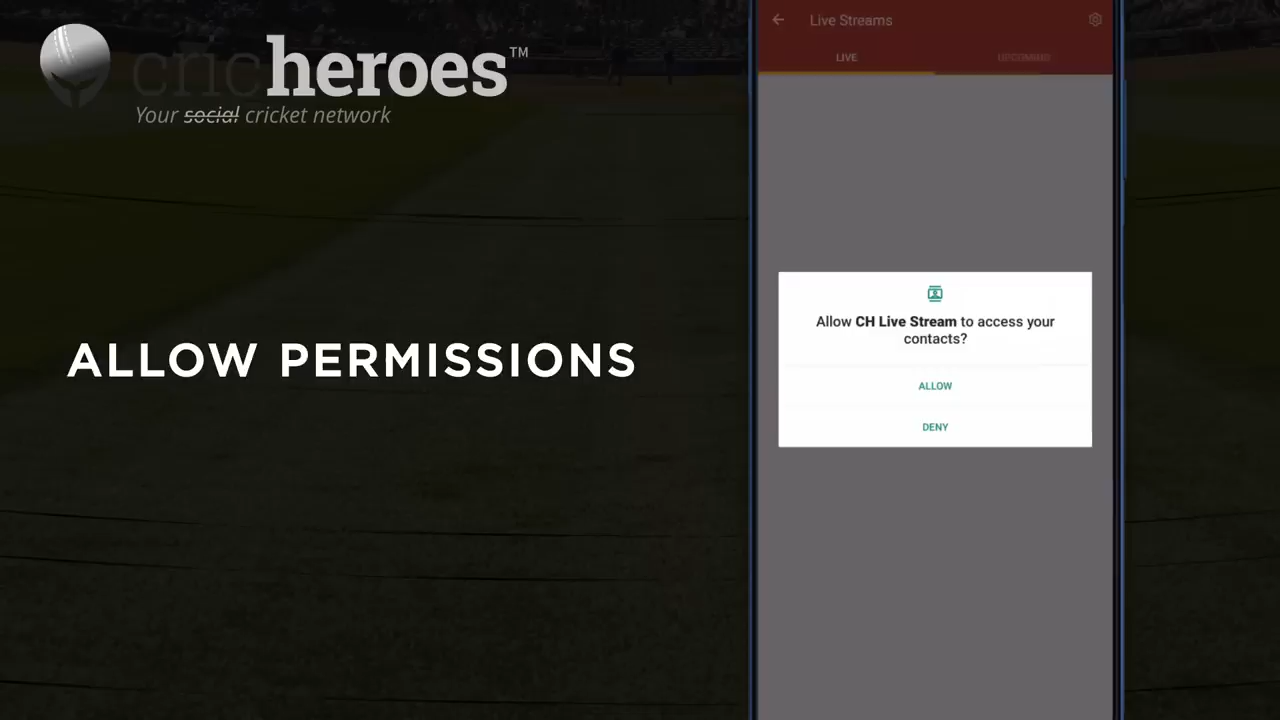 cricheroes™
Your social cricket network
ALLOW PERMISSIONS
Live Streams
LIVE
UPCOMING
Allow CH Live Stream to access your
contacts?
ALLOW
DENY